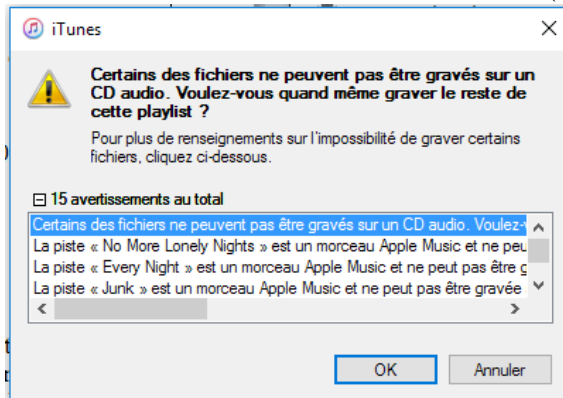 iTunes
Certains des fichiers ne peuvent pas être gravés sur un
CD audio. Voulez-vous quand même graver le reste de
cette playlist ?
Pour plus de renseignements sur l'impossibilité de graver certains
fichiers, cliquez ci-dessous.
15 avertissements au total
Certains des fichiers ne peuvent pas être gravés sur un CD audio. Voulez-v
La piste « No More Lonely Nights » est un morceau Apple Music et ne peu
La piste « Every Night » est un morceau Apple Music et ne peut pas être g
La piste « Junk » est un morceau Apple Music et ne peut pas être gravée
OK Annuler